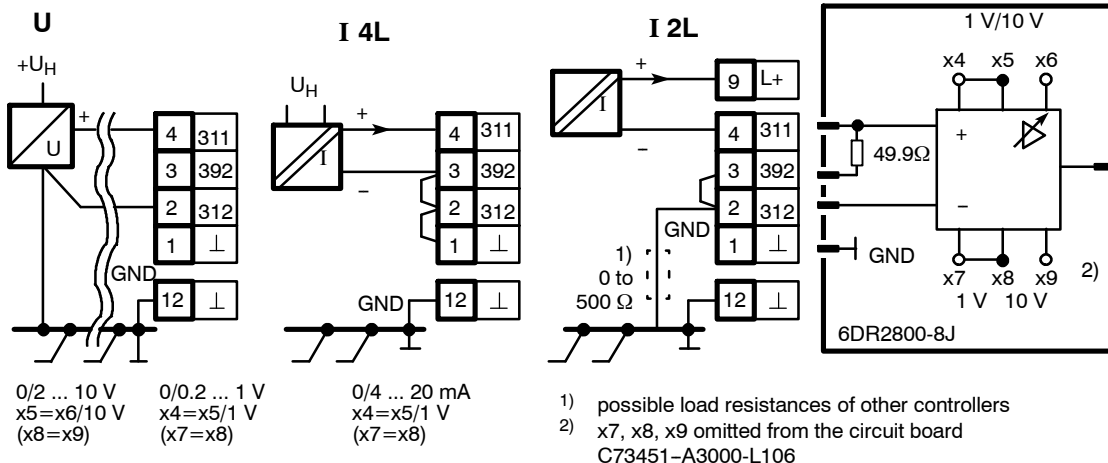 U
+U_H
+
U
4 311
3 392
2 312
1 ⊥
GND
12 ⊥
0/2 ... 10 V
x5=x6/10 V
(x8=x9)
0/0.2 ... 1 V
x4=x5/1 V
(x7=x8)
I 4L
U_H
+
I
–
4 311
3 392
2 312
1 ⊥
GND
12 ⊥
0/4 ... 20 mA
x4=x5/1 V
(x7=x8)
I 2L
+
I
–
9 L+
4 311
3 392
2 312
GND
1 ⊥
1)
0 to
500 Ω
12 ⊥
1 V/10 V
x4 x5 x6
+
49.9Ω
–
GND
x7 x8 x9
1 V 10 V
2)
6DR2800-8J
1) possible load resistances of other controllers
2) x7, x8, x9 omitted from the circuit board
C73451–A3000-L106